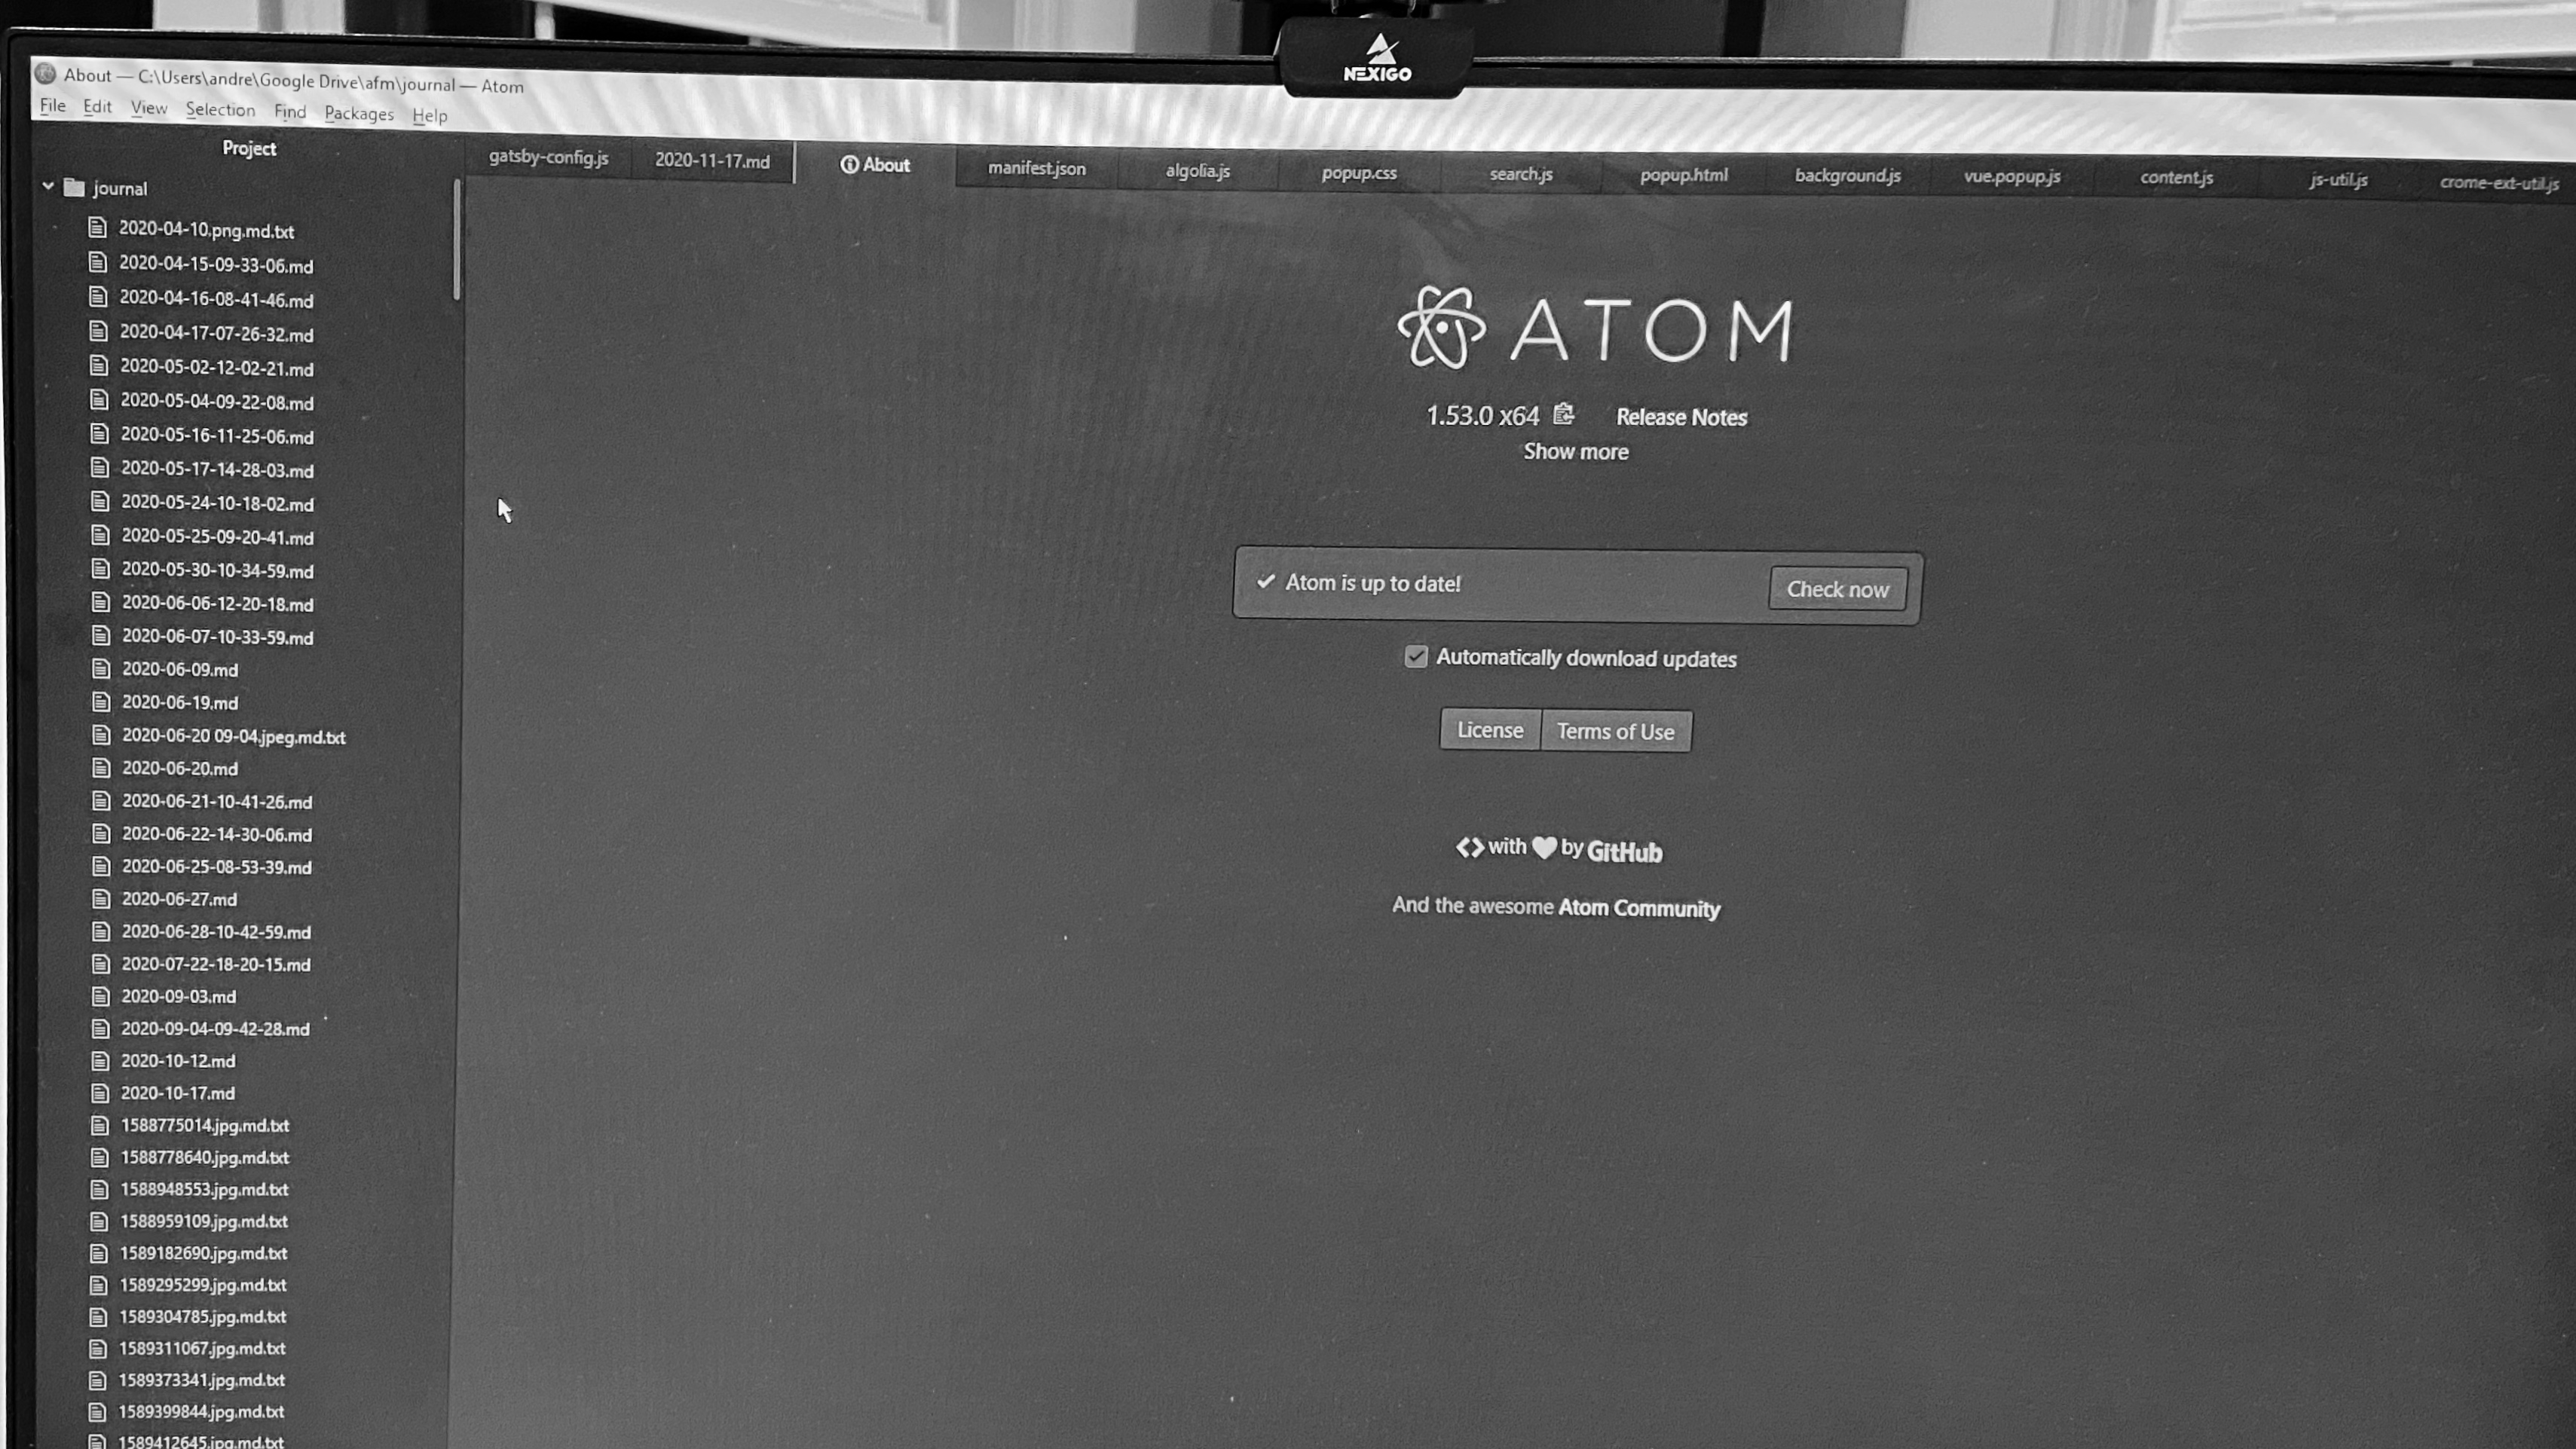 NEXIGO
About — C:\Users\andre\Google Drive\afm\journal — Atom
File Edit View Selection Find Packages Help
Project
gatsby-config.js 2020-11-17.md About manifest.json algolia.js popup.css search.js popup.html background.js vue.popup.js content.js js-util.js crome-ext-util.js
journal
2020-04-10.png.md.txt
2020-04-15-09-33-06.md
2020-04-16-08-41-46.md
2020-04-17-07-26-32.md
2020-05-02-12-02-21.md
2020-05-04-09-22-08.md
2020-05-16-11-25-06.md
2020-05-17-14-28-03.md
2020-05-24-10-18-02.md
2020-05-25-09-20-41.md
2020-05-30-10-34-59.md
2020-06-06-12-20-18.md
2020-06-07-10-33-59.md
2020-06-09.md
2020-06-19.md
2020-06-20 09-04.jpeg.md.txt
2020-06-20.md
2020-06-21-10-41-26.md
2020-06-22-14-30-06.md
2020-06-25-08-53-39.md
2020-06-27.md
2020-06-28-10-42-59.md
2020-07-22-18-20-15.md
2020-09-03.md
2020-09-04-09-42-28.md
2020-10-12.md
2020-10-17.md
1588775014.jpg.md.txt
1588778640.jpg.md.txt
1588948553.jpg.md.txt
1588959109.jpg.md.txt
1589182690.jpg.md.txt
1589295299.jpg.md.txt
1589304785.jpg.md.txt
1589311067.jpg.md.txt
1589373341.jpg.md.txt
1589399844.jpg.md.txt
1589412645.jpg.md.txt
ATOM
1.53.0 x64 Release Notes
Show more
Atom is up to date! Check now
Automatically download updates
License Terms of Use
<> with ♥ by GitHub
And the awesome Atom Community